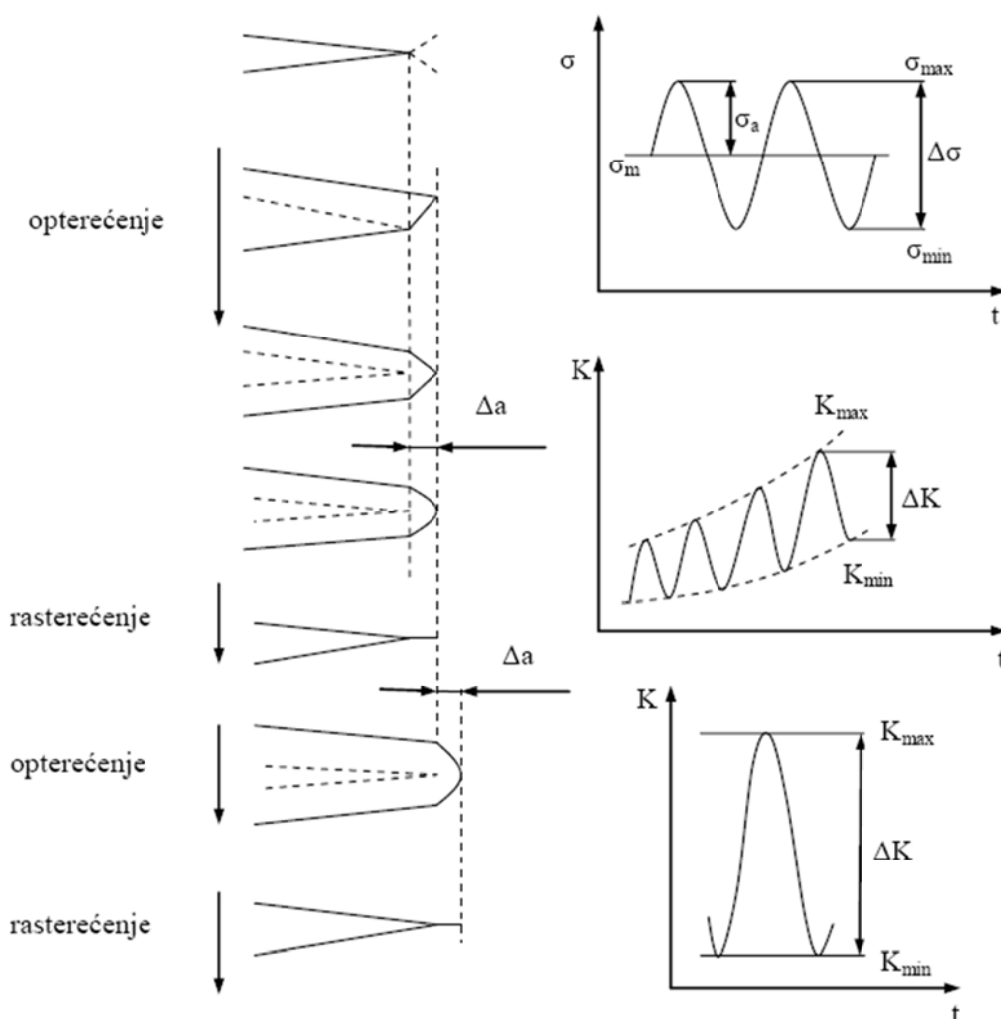 opterećenje
Δa
rasterećenje
Δa
opterećenje
rasterećenje
σ
σmax
σa
σm
Δσ
σmin
t
K
Kmax
ΔK
Kmin
t
K
Kmax
ΔK
Kmin
t